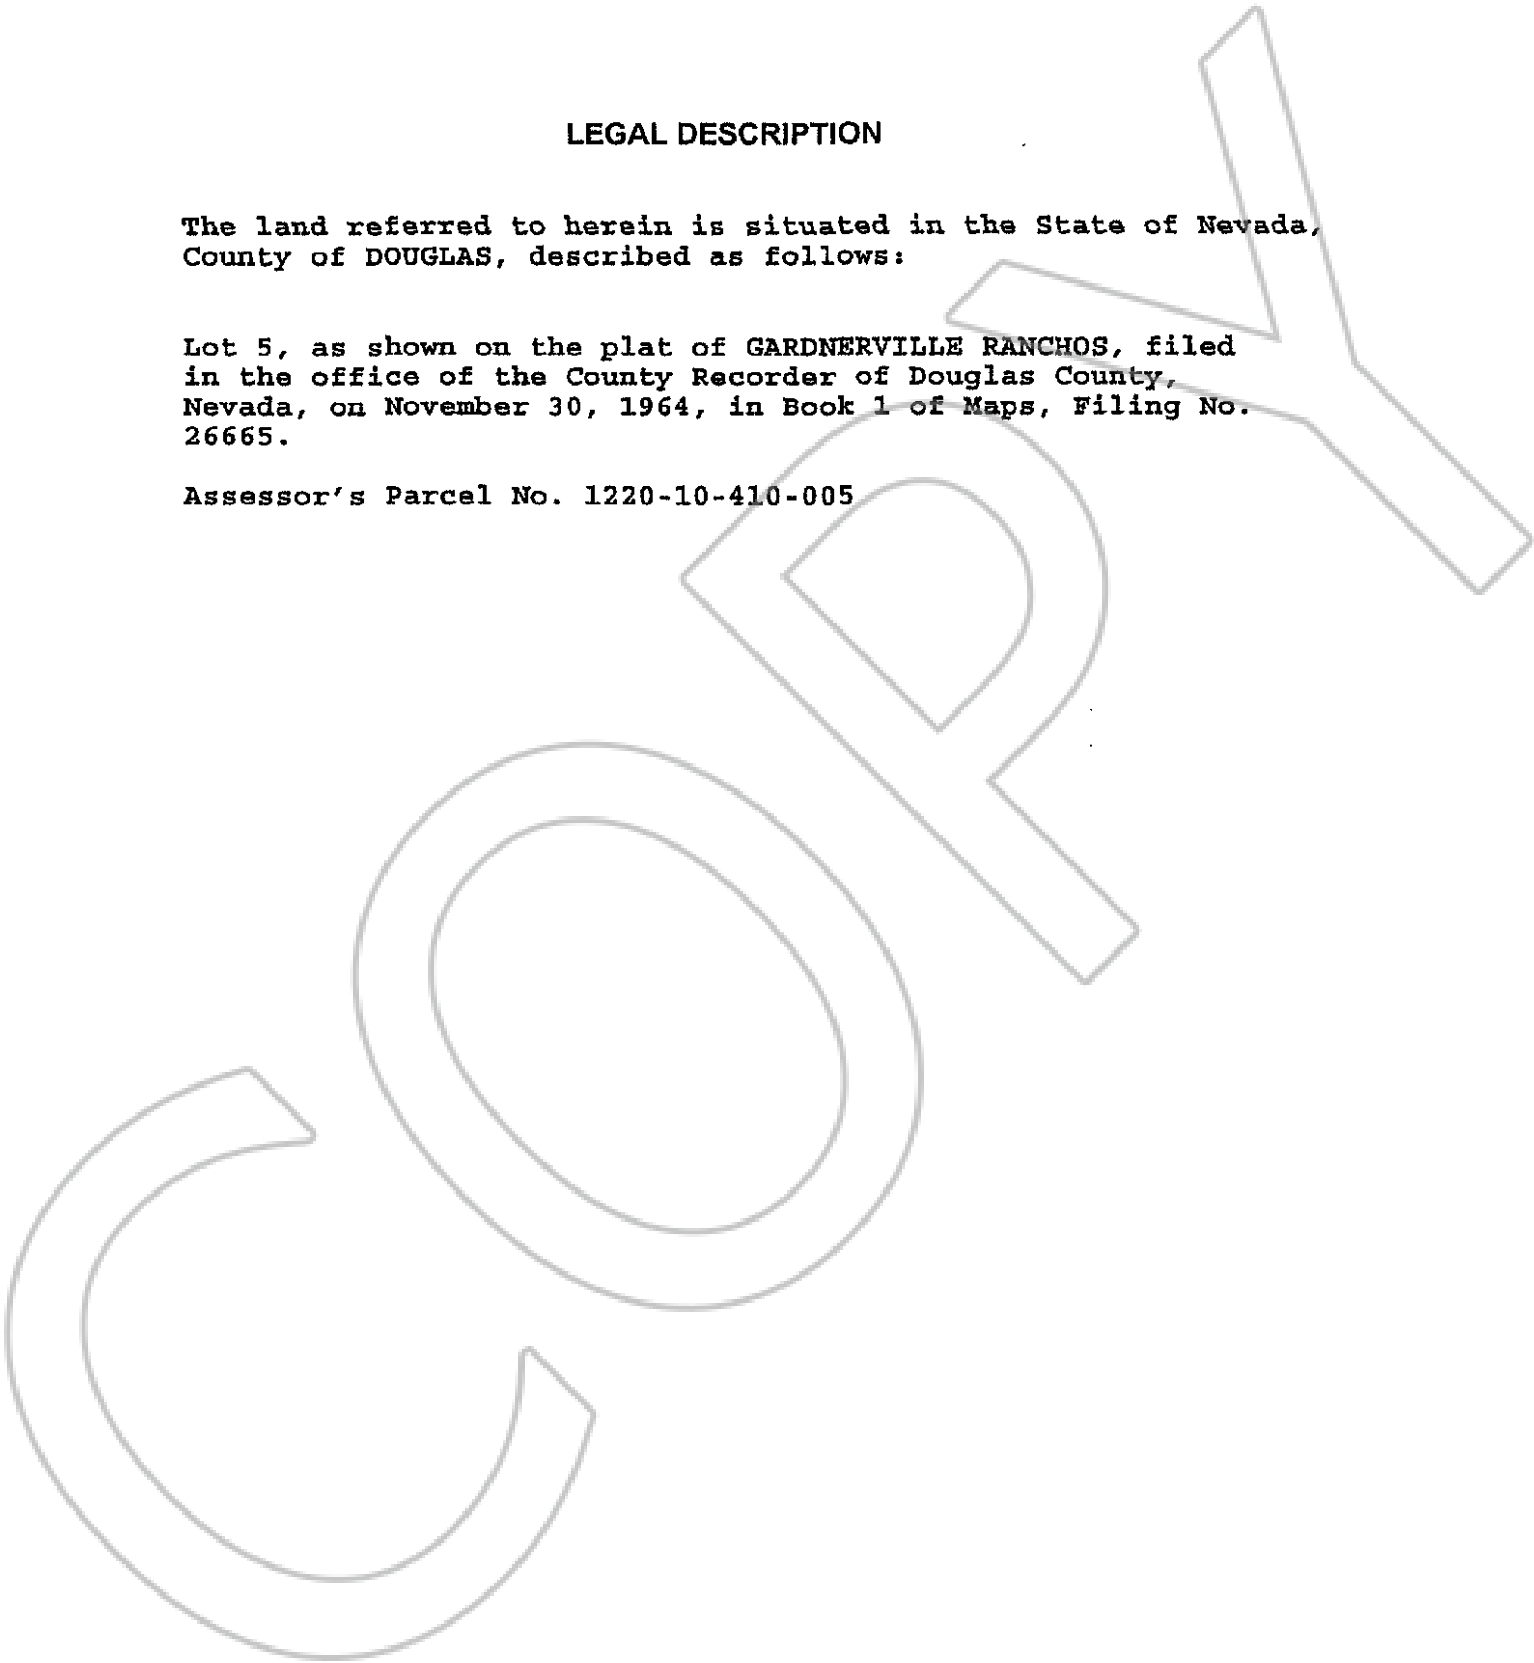 LEGAL DESCRIPTION
The land referred to herein is situated in the State of Nevada,
County of DOUGLAS, described as follows:
Lot 5, as shown on the plat of GARDNERVILLE RANCHOS, filed
in the office of the County Recorder of Douglas County,
Nevada, on November 30, 1964, in Book 1 of Maps, Filing No.
26665.
Assessor's Parcel No. 1220-10-410-005
COPY